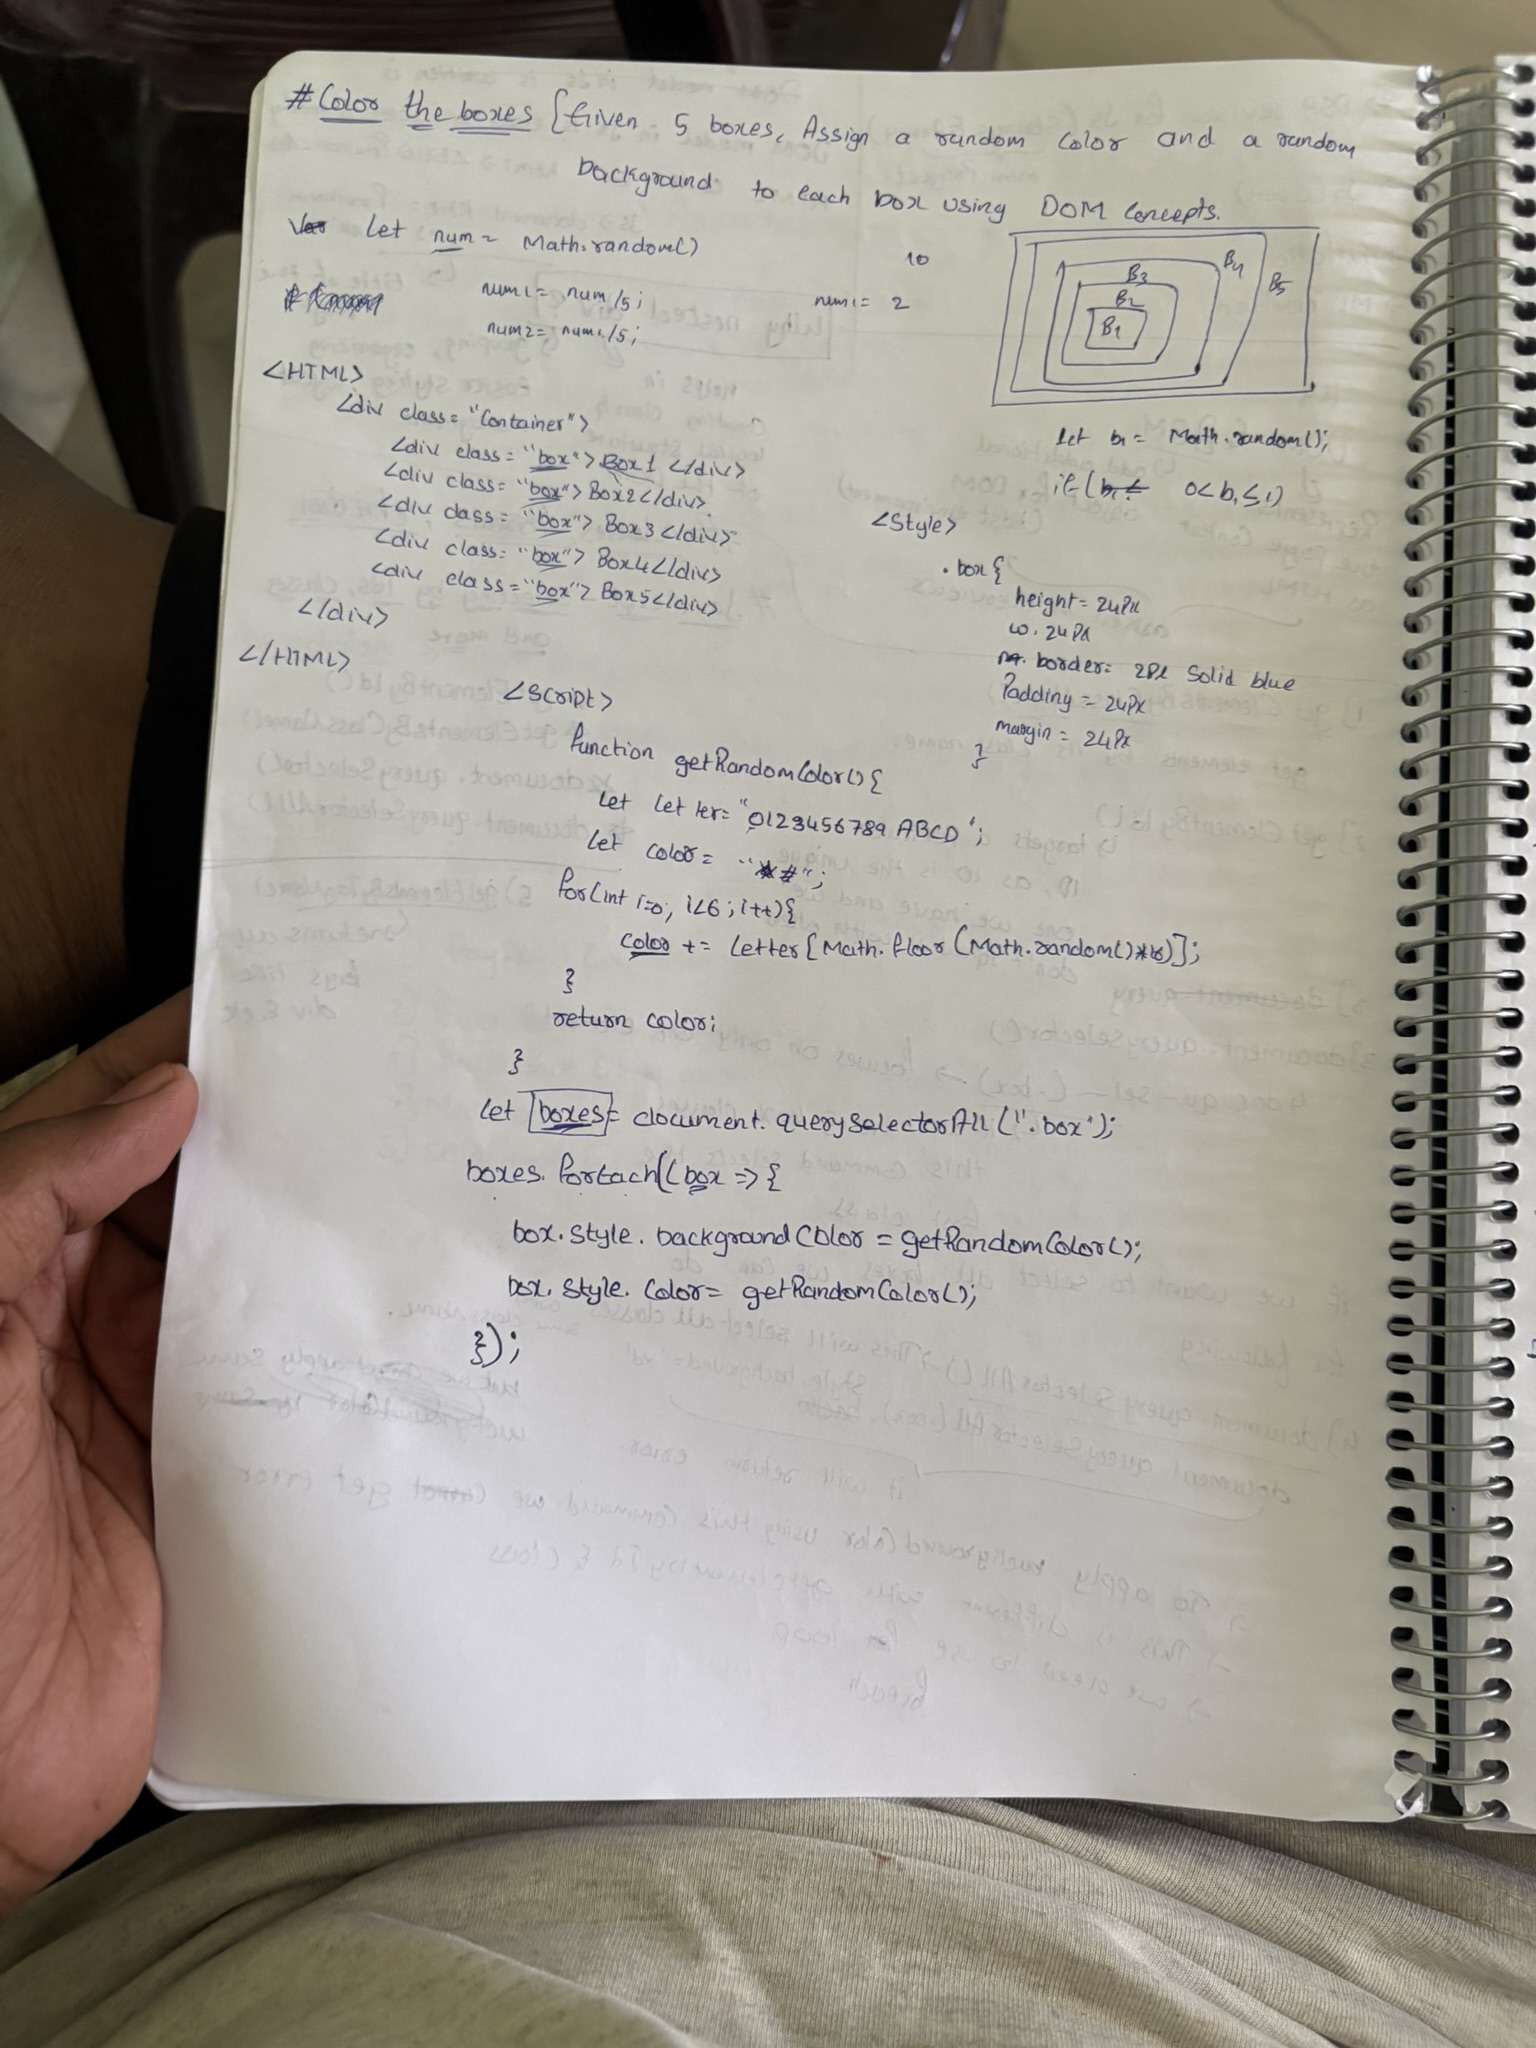 # Color the boxes {Given 5 boxes, Assign a random color and a random
background to each box using DOM Concepts.
Var Let num = Math.random()
num1 = num/5;
num2 = num1/5;
10
num1 = 2
B1
B2
B3
B4
B5
let b1 = Math.random();
if (b1 ≤ 0<b1≤1)
<HTML>
<div class="Container">
<div class="box">Box1 </div>
<div class="box">Box2</div>
<div class="box">Box3</div>
<div class="box">Box4</div>
<div class="box">Box5</div>
</div>
</HTML>
<Style>
.box{
height = 24px
w. 24px
border: 2px Solid blue
Padding = 24px
margin = 24px
}
<Script>
function getRandomColor(){
Let letter= "0123456789ABCD";
Let color = "#";
for(int i=0; i<6; i++){
color += letter[Math.floor(Math.random()*16)];
}
return color;
}
Let boxes = document.querySelectorAll(".box");
boxes.forEach((box => {
box.style.backgroundColor = getRandomColor();
box.style.Color = getRandomColor();
});